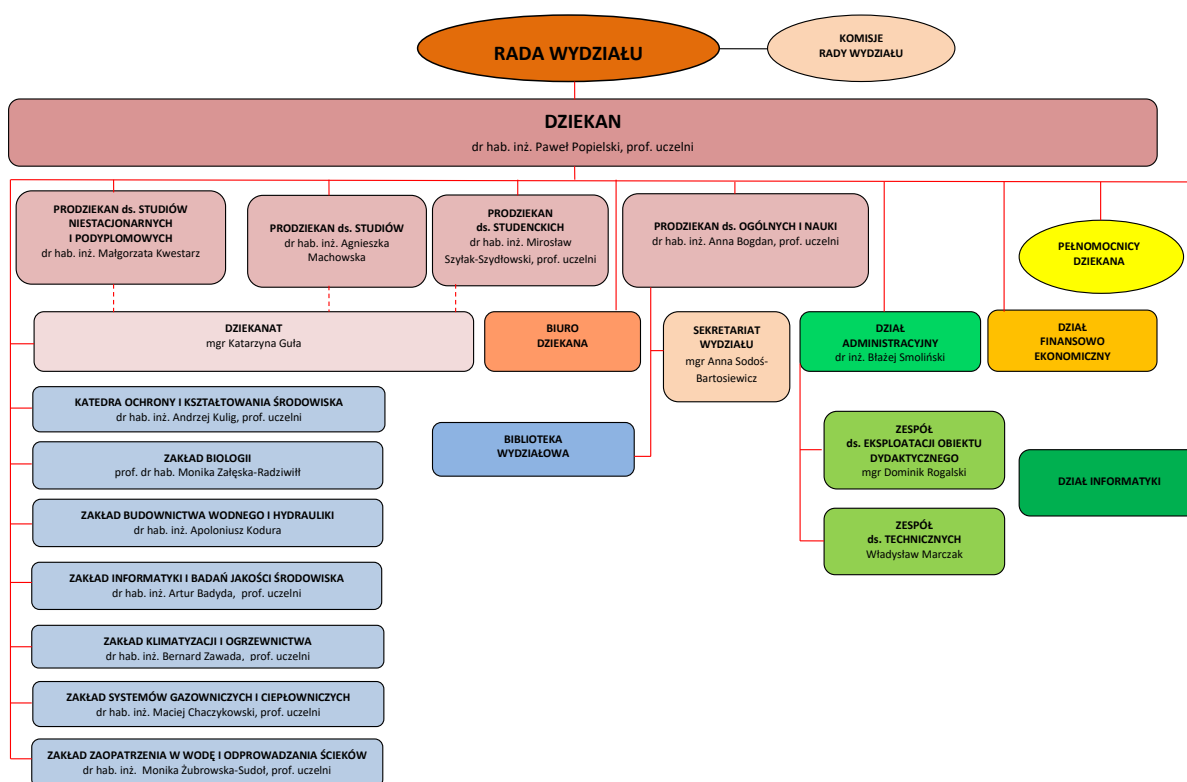 RADA WYDZIAŁU
KOMISJE
RADY WYDZIAŁU
DZIEKAN
dr hab. inż. Paweł Popielski, prof. uczelni
PRODZIEKAN ds. STUDIÓW
NIESTACJONARNYCH
I PODYPLOMOWYCH
dr hab. inż. Małgorzata Kwestarz
PRODZIEKAN ds. STUDIÓW
dr hab. inż. Agnieszka
Machowska
PRODZIEKAN
ds. STUDENCKICH
dr hab. inż. Mirosław
Szyłak-Szydłowski, prof. uczelni
PRODZIEKAN ds. OGÓLNYCH I NAUKI
dr hab. inż. Anna Bogdan, prof. uczelni
PEŁNOMOCNICY
DZIEKANA
DZIEKANAT
mgr Katarzyna Guła
BIURO
DZIEKANA
SEKRETARIAT
WYDZIAŁU
mgr Anna Sodoś-
Bartosiewicz
DZIAŁ
ADMINISTRACYJNY
dr inż. Błażej Smoliński
DZIAŁ
FINANSOWO
EKONOMICZNY
KATEDRA OCHRONY I KSZTAŁTOWANIA ŚRODOWISKA
dr hab. inż. Andrzej Kulig, prof. uczelni
ZAKŁAD BIOLOGII
prof. dr hab. Monika Załęska-Radziwiłł
BIBLIOTEKA
WYDZIAŁOWA
ZESPÓŁ
ds. EKSPLOATACJI OBIEKTU
DYDAKTYCZNEGO
mgr Dominik Rogalski
DZIAŁ INFORMATYKI
ZAKŁAD BUDOWNICTWA WODNEGO I HYDRAULIKI
dr hab. inż. Apoloniusz Kodura
ZESPÓŁ
ds. TECHNICZNYCH
Władysław Marczak
ZAKŁAD INFORMATYKI I BADAŃ JAKOŚCI ŚRODOWISKA
dr hab. inż. Artur Badyda, prof. uczelni
ZAKŁAD KLIMATYZACJI I OGRZEWNICTWA
dr hab. inż. Bernard Zawada, prof. uczelni
ZAKŁAD SYSTEMÓW GAZOWNICZYCH I CIEPŁOWNICZYCH
dr hab. inż. Maciej Chaczykowski, prof. uczelni
ZAKŁAD ZAOPATRZENIA W WODĘ I ODPROWADZANIA ŚCIEKÓW
dr hab. inż. Monika Żubrowska-Sudoł, prof. uczelni